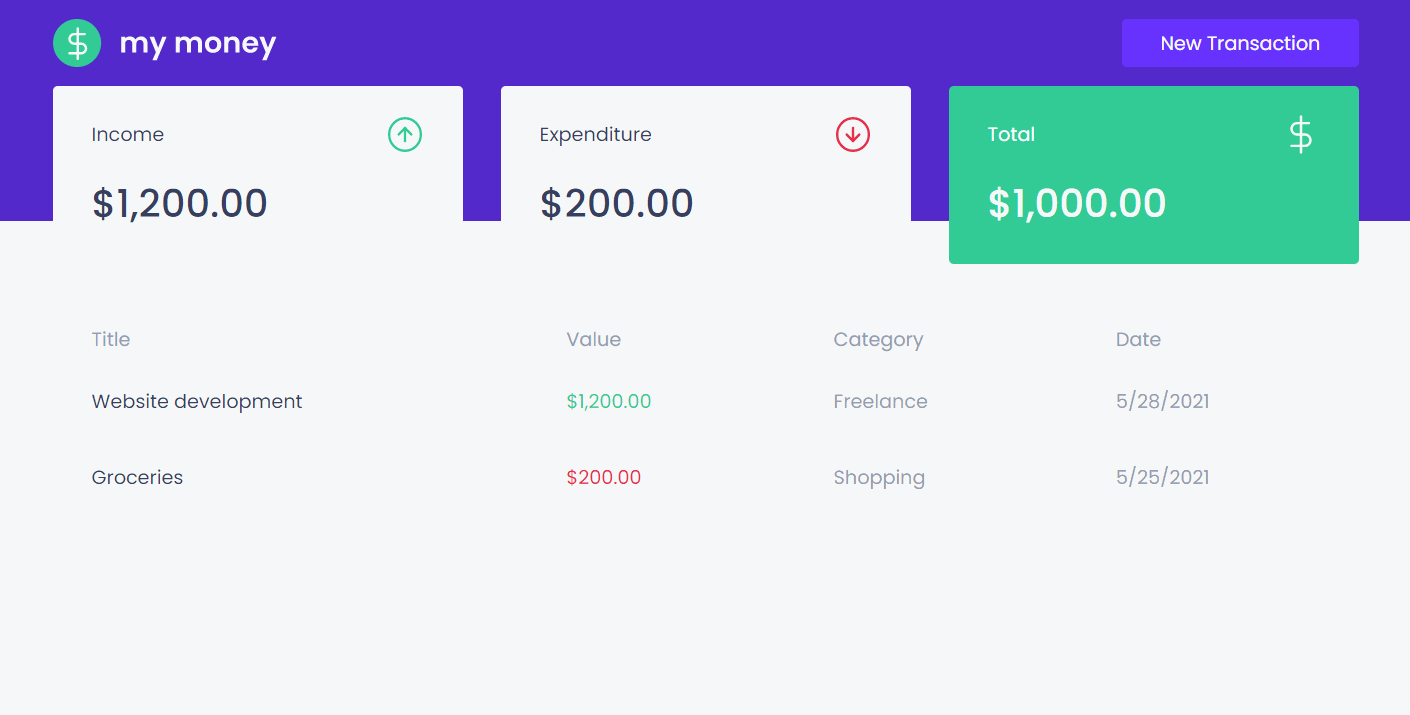 my money
New Transaction
Income
$1,200.00
Expenditure
$200.00
Total
$1,000.00
Title Value Category Date
Website development $1,200.00 Freelance 5/28/2021
Groceries $200.00 Shopping 5/25/2021